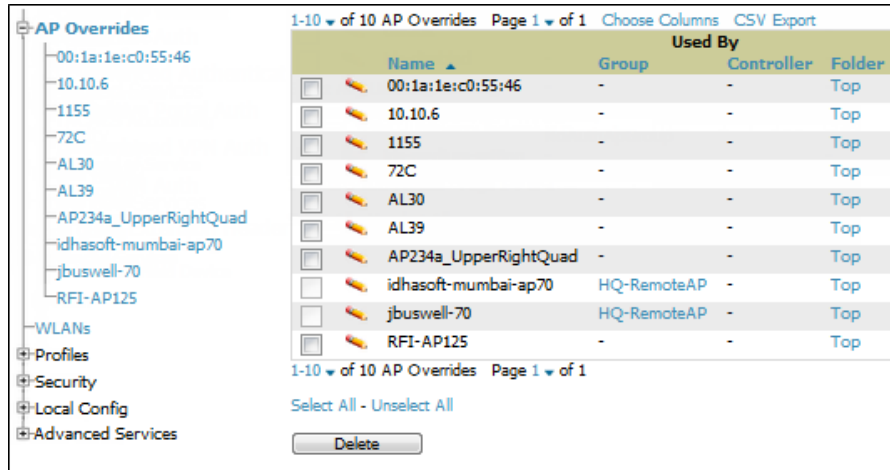 AP Overrides
00:1a:1e:c0:55:46
10.10.6
1155
72C
AL30
AL39
AP234a_UpperRightQuad
idhasoft-mumbai-ap70
jbuswell-70
RFI-AP125
WLANs
Profiles
Security
Local Config
Advanced Services
1-10 of 10 AP Overrides Page 1 of 1 Choose Columns CSV Export
Used By
Name Group Controller Folder
00:1a:1e:c0:55:46 - - Top
10.10.6 - - Top
1155 - - Top
72C - - Top
AL30 - - Top
AL39 - - Top
AP234a_UpperRightQuad - - Top
idhasoft-mumbai-ap70 HQ-RemoteAP - Top
jbuswell-70 HQ-RemoteAP - Top
RFI-AP125 - - Top
1-10 of 10 AP Overrides Page 1 of 1
Select All - Unselect All
Delete